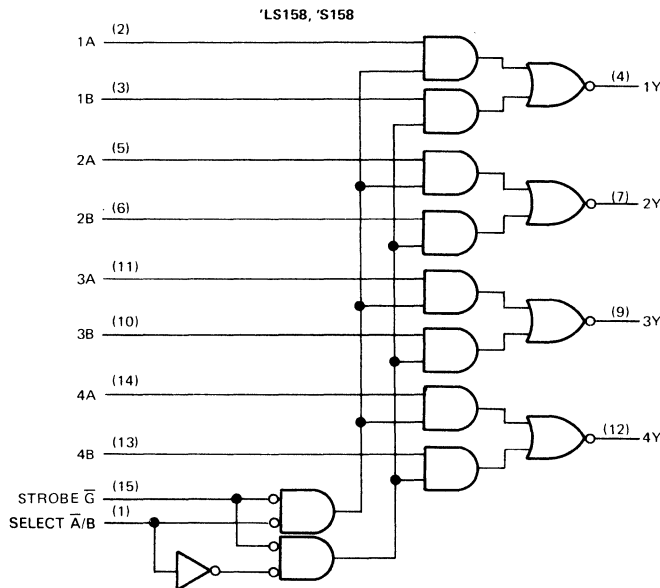 'LS158, 'S158
1A (2)
(4) 1Y
1B (3)
2A (5)
(7) 2Y
2B (6)
3A (11)
(9) 3Y
3B (10)
4A (14)
(12) 4Y
4B (13)
STROBE G̅ (15)
SELECT A̅/B (1)